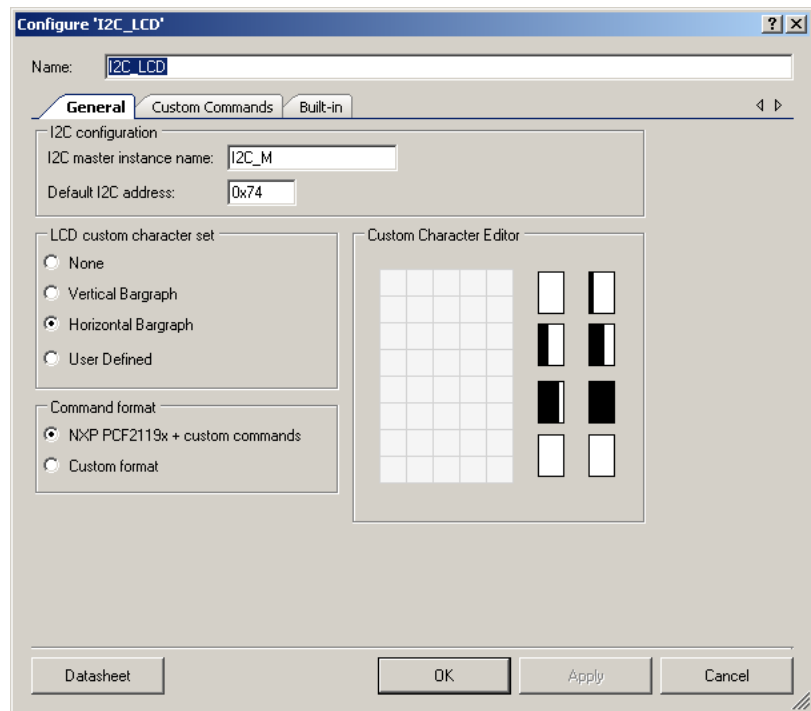 Configure 'I2C_LCD'
Name: I2C_LCD
General Custom Commands Built-in
I2C configuration
I2C master instance name: I2C_M
Default I2C address: 0x74
LCD custom character set
None
Vertical Bargraph
Horizontal Bargraph
User Defined
Command format
NXP PCF2119x + custom commands
Custom format
Custom Character Editor
Datasheet OK Apply Cancel